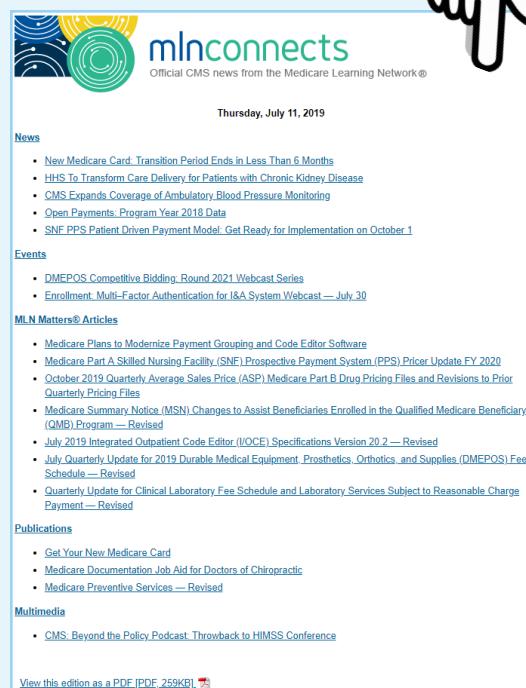 mlnconnects
Official CMS news from the Medicare Learning Network®
Thursday, July 11, 2019
News
• New Medicare Card: Transition Period Ends in Less Than 6 Months
• HHS To Transform Care Delivery for Patients with Chronic Kidney Disease
• CMS Expands Coverage of Ambulatory Blood Pressure Monitoring
• Open Payments: Program Year 2018 Data
• SNF PPS Patient Driven Payment Model: Get Ready for Implementation on October 1
Events
• DMEPOS Competitive Bidding: Round 2021 Webcast Series
• Enrollment: Multi–Factor Authentication for I&A System Webcast — July 30
MLN Matters® Articles
• Medicare Plans to Modernize Payment Grouping and Code Editor Software
• Medicare Part A Skilled Nursing Facility (SNF) Prospective Payment System (PPS) Pricer Update FY 2020
• October 2019 Quarterly Average Sales Price (ASP) Medicare Part B Drug Pricing Files and Revisions to Prior
Quarterly Pricing Files
• Medicare Summary Notice (MSN) Changes to Assist Beneficiaries Enrolled in the Qualified Medicare Beneficiary
(QMB) Program — Revised
• July 2019 Integrated Outpatient Code Editor (I/OCE) Specifications Version 20.2 — Revised
• July Quarterly Update for 2019 Durable Medical Equipment, Prosthetics, Orthotics, and Supplies (DMEPOS) Fee
Schedule — Revised
• Quarterly Update for Clinical Laboratory Fee Schedule and Laboratory Services Subject to Reasonable Charge
Payment — Revised
Publications
• Get Your New Medicare Card
• Medicare Documentation Job Aid for Doctors of Chiropractic
• Medicare Preventive Services — Revised
Multimedia
• CMS: Beyond the Policy Podcast: Throwback to HIMSS Conference
View this edition as a PDF [PDF, 259KB]